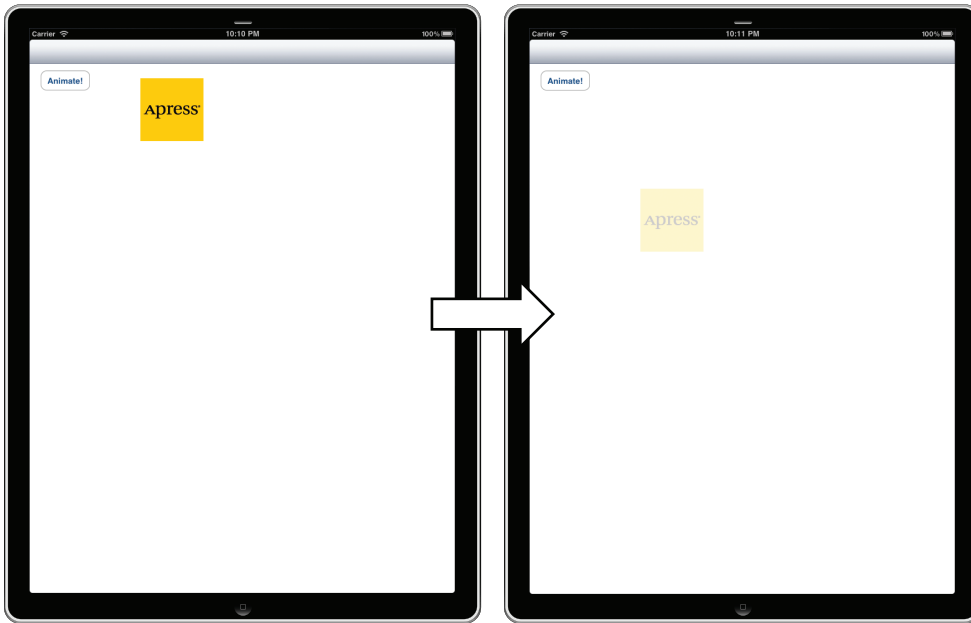 Carrier 10:10 PM 100%
Animate!
Apress®
Carrier 10:11 PM 100%
Animate!
Apress®